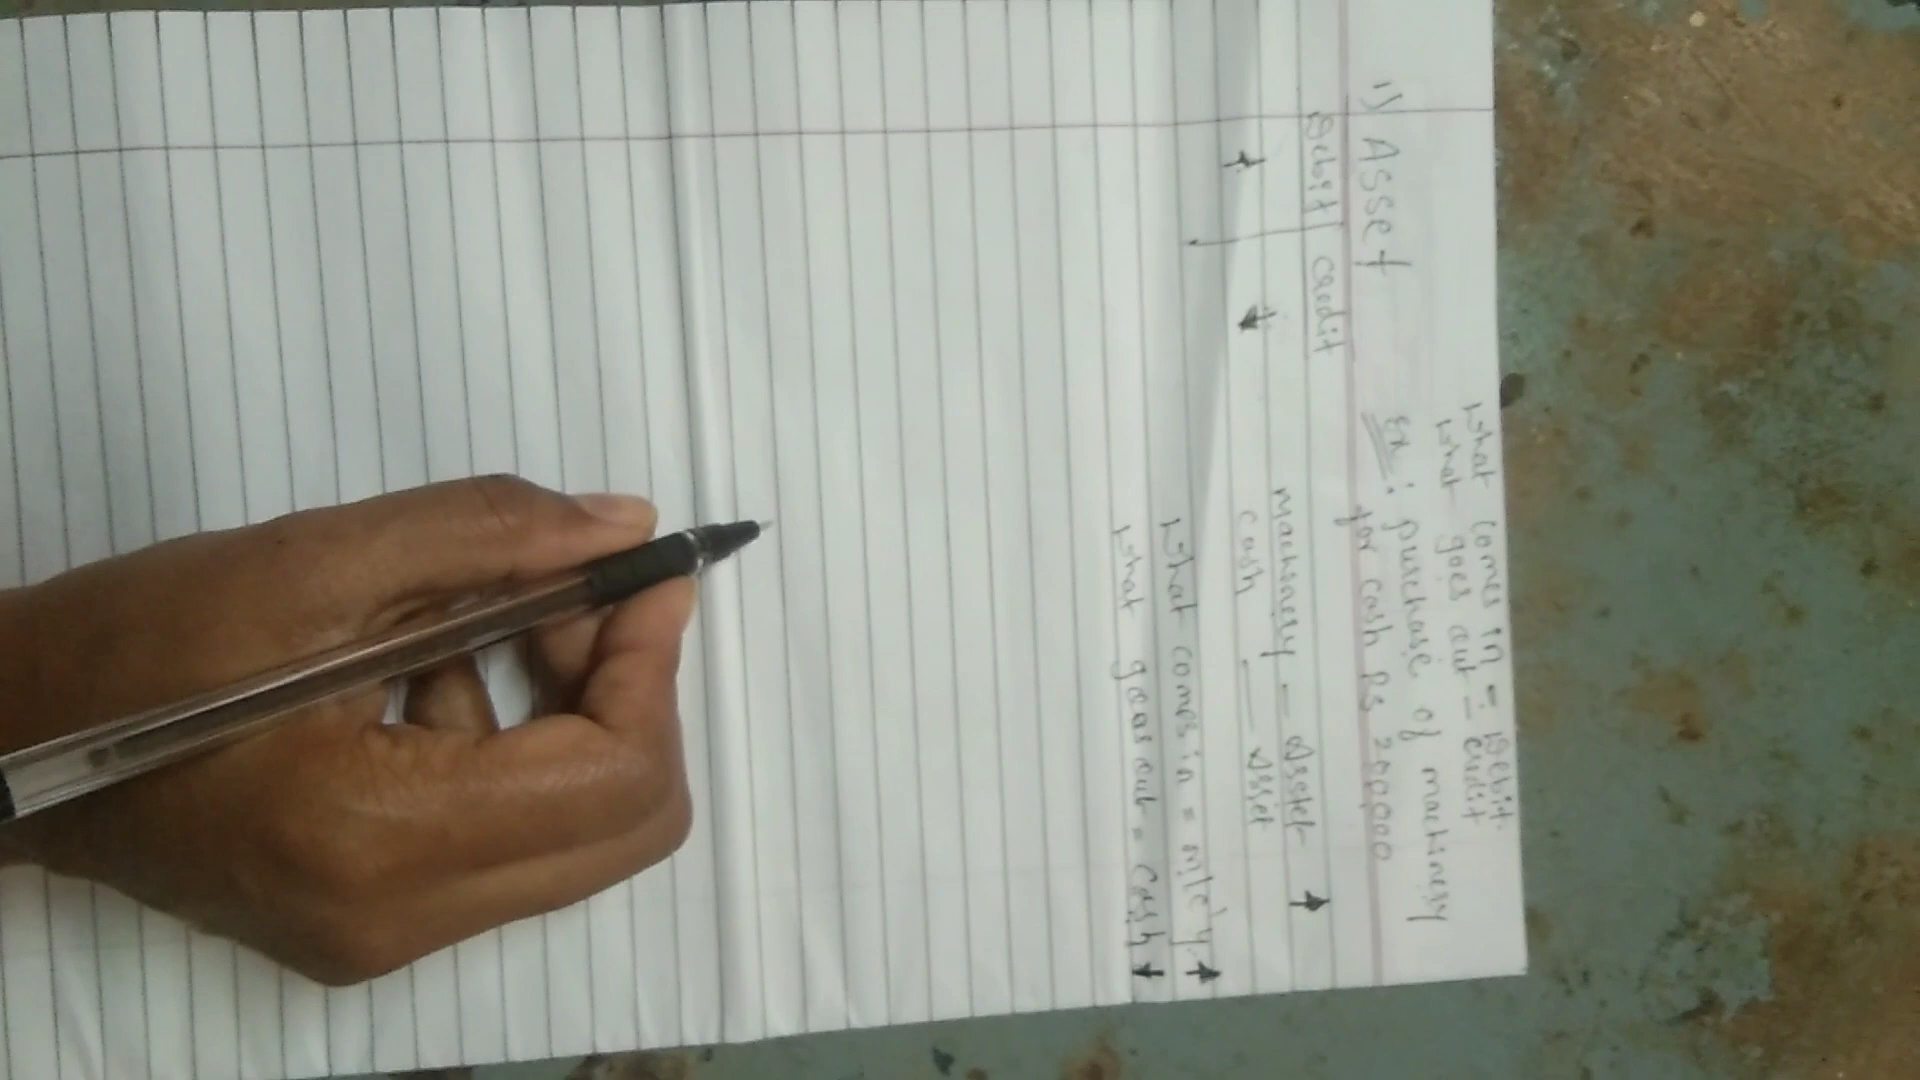 What comes in = Debit.
What goes out - Credit
1) Asset
Ex: purchase of machinery
for cash Rs 200000
Debit | Credit
machinery - Asset ↑
cash — Asset
What comes in = m/c'y ↑
What goes out = Cash ↓